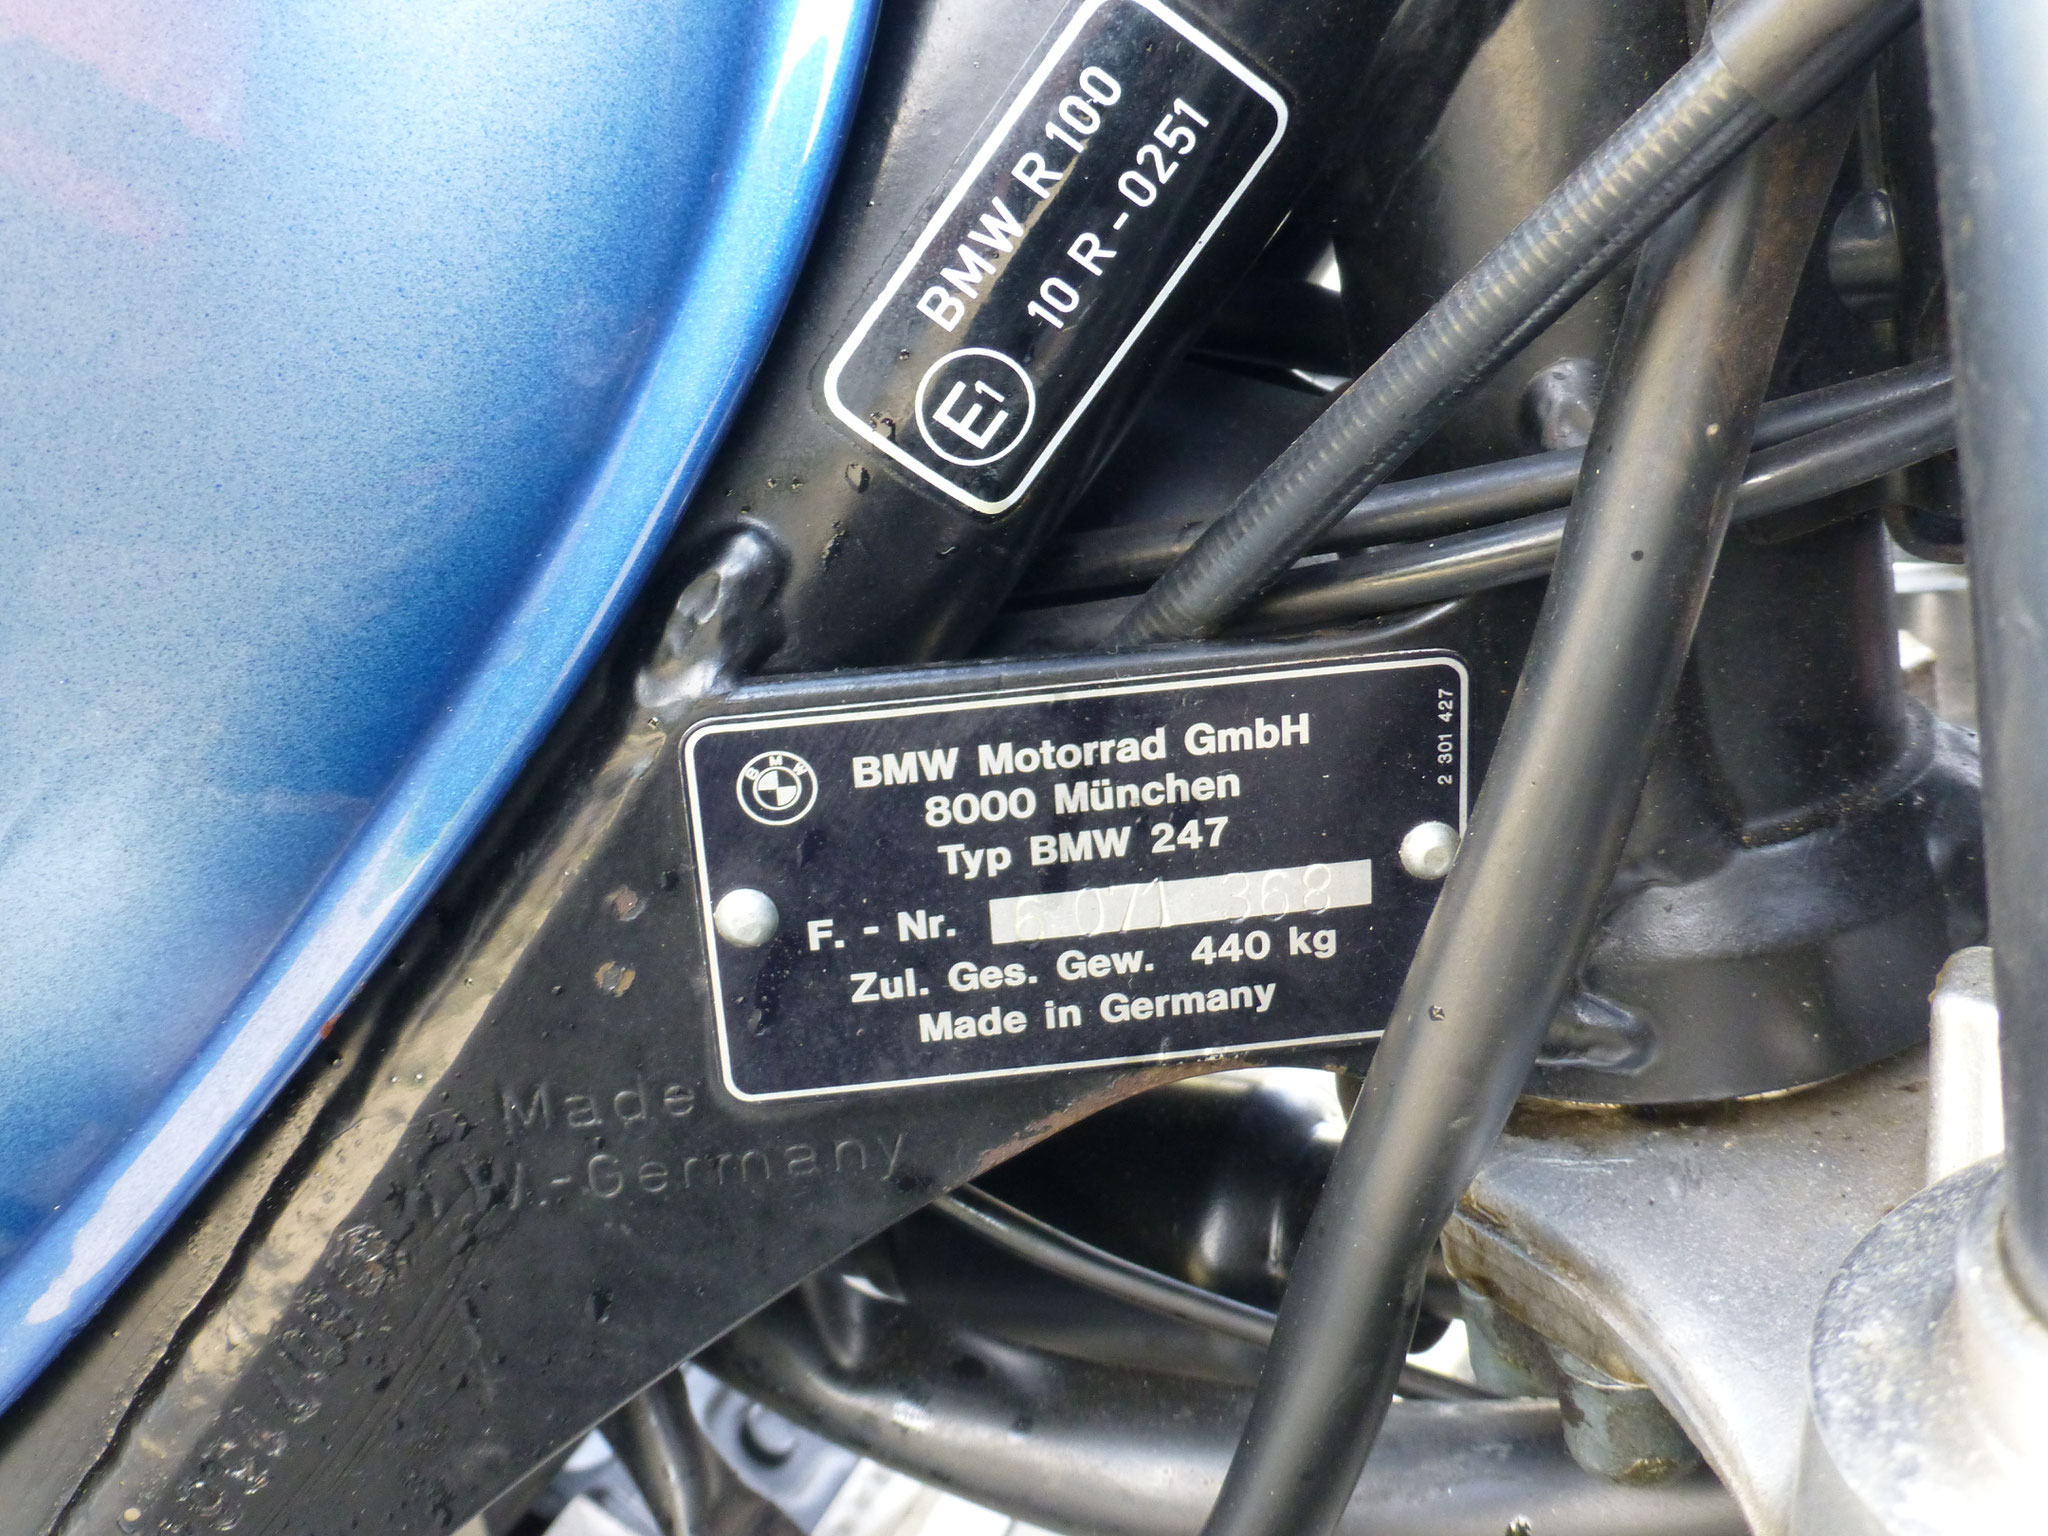 BMW R 100
E1 10 R - 0251
BMW
BMW Motorrad GmbH
8000 München
Typ BMW 247
F. - Nr. 6 071 368
Zul. Ges. Gew. 440 kg
Made in Germany
2 301 427
Made
W.-Germany